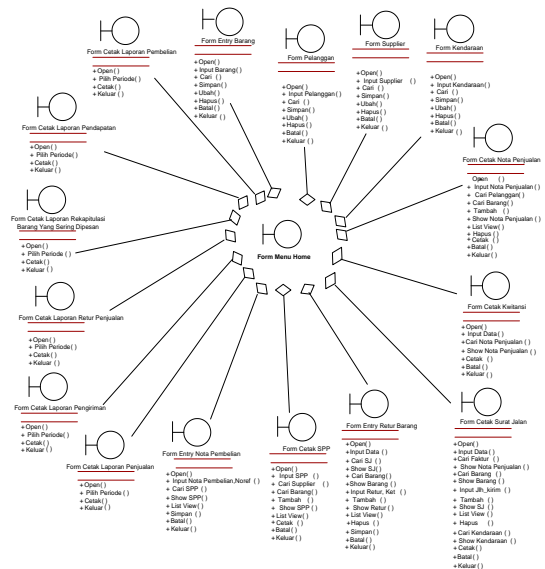 Form Entry Barang
+ Open( )
+ Input Barang( )
+ Cari ( )
+ Simpan( )
+ Ubah( )
+ Hapus( )
+ Batal( )
+ Keluar ( )
Form Pelanggan
+ Open( )
+ Input Pelanggan( )
+ Cari ( )
+ Simpan( )
+ Ubah( )
+ Hapus( )
+ Batal( )
+ Keluar ( )
Form Supplier
+ Open( )
+ Input Supplier ( )
+ Cari ( )
+ Simpan( )
+ Ubah( )
+ Hapus( )
+ Batal( )
+ Keluar ( )
Form Kendaraan
+ Open( )
+ Input Kendaraan( )
+ Cari ( )
+ Simpan( )
+ Ubah( )
+ Hapus( )
+ Batal( )
+ Keluar ( )
Form Cetak Nota Penjualan
Open ( )
+ Input Nota Penjualan( )
+ Cari Pelanggan( )
+ Cari Barang( )
+ Tambah ( )
+ Show Nota Penjualan ( )
+ List View( )
+ Hapus ( )
+ Cetak ( )
+ Batal( )
+ Keluar( )
Form Cetak Kwitansi
+ Open( )
+ Input Data( )
+Cari Nota Penjualan( )
+ Show Nota Penjualan ( )
+ Cetak ( )
+ Batal ( )
+ Keluar ( )
Form Cetak Surat Jalan
+Open( )
+ Input Data( )
+Cari Faktur ( )
+ Show Nota Penjualan ( )
+Cari Barang ( )
+ Show Barang ( )
+ Input Jlh_kirim ( )
+ Tambah ( )
+ Show SJ ( )
+ List View ( )
+ Hapus ( )
+ Cari Kendaraan ( )
+ Show Kendaraan ( )
+ Cetak( )
+ Batal( )
+ Keluar ( )
Form Entry Retur Barang
+Open( )
+Input Data( )
+ Cari SJ ( )
+ Show SJ( )
+ Cari Barang( )
+ Show Barang ( )
+ Input Retur, Ket ( )
+ Tambah ( )
+ Show Retur ( )
+ List View( )
+ Hapus ( )
+ Simpan( )
+ Batal( )
+ Keluar ( )
Form Cetak SPP
+ Open( )
+ Input SPP ( )
+ Cari Supplier ( )
+ Cari Barang( )
+ Tambah ( )
+ Show SPP ( )
+ List View( )
+ Cetak ( )
+ Batal ( )
+ Keluar ( )
Form Entry Nota Pembelian
+ Open( )
+ Input Nota Pembelian,Noref ( )
+ Cari SPP ( )
+ Show SPP( )
+ List View( )
+ Simpan ( )
+ Batal( )
+ Keluar ( )
Form Cetak Laporan Penjualan
+ Open( )
+ Pilih Periode( )
+ Cetak( )
+ Keluar ( )
Form Cetak Laporan Pengiriman
+ Open( )
+ Pilih Periode( )
+ Cetak( )
+ Keluar ( )
Form Cetak Laporan Retur Penjualan
+ Open( )
+ Pilih Periode( )
+ Cetak( )
+ Keluar ( )
Form Cetak Laporan Rekapitulasi
Barang Yang Sering Dipesan
+ Open( )
+ Pilih Periode ( )
+ Cetak( )
+ Keluar ( )
Form Cetak Laporan Pendapatan
+Open( )
+ Pilih Periode( )
+ Cetak( )
+ Keluar ( )
Form Cetak Laporan Pembelian
+ Open( )
+ Pilih Periode( )
+ Cetak( )
+ Keluar ( )
Form Menu Home